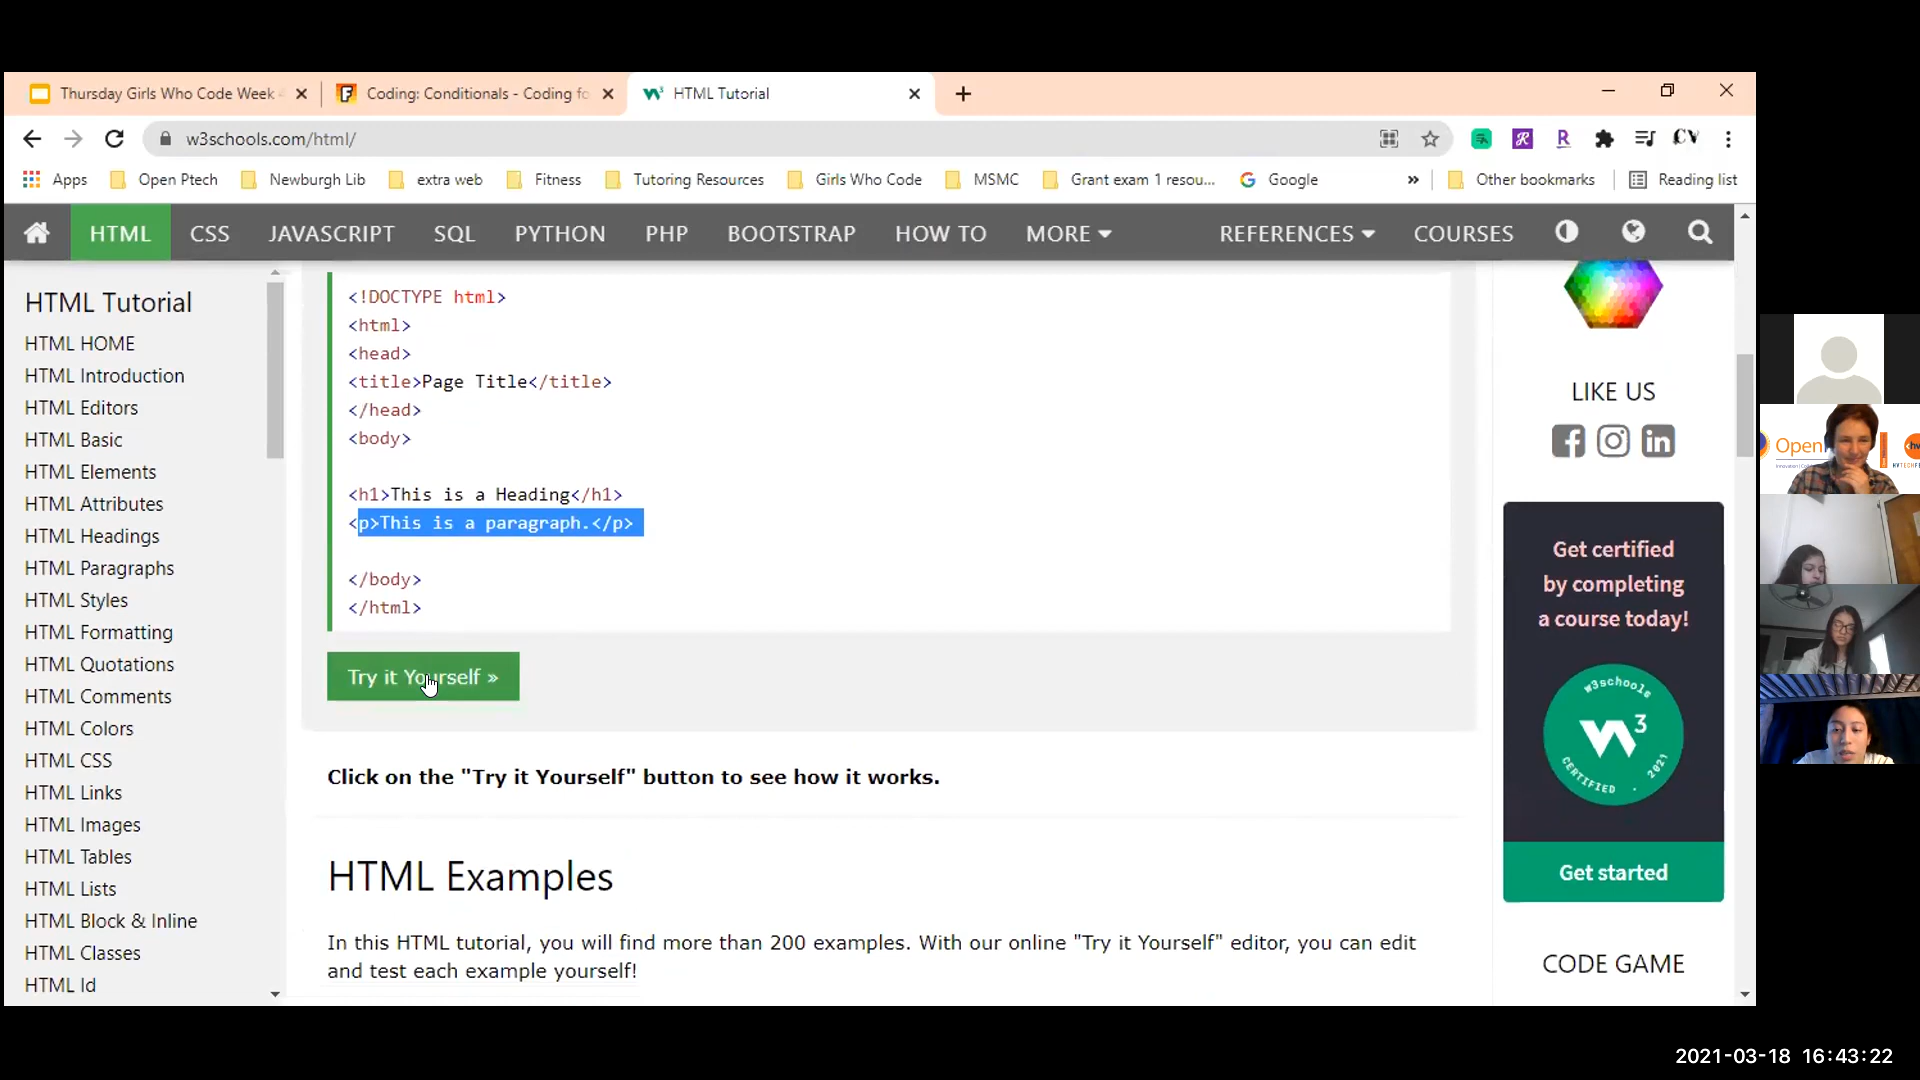 Thursday Girls Who Code Week
Coding: Conditionals - Coding fo
HTML Tutorial
w3schools.com/html/
Apps
Open Ptech
Newburgh Lib
extra web
Fitness
Tutoring Resources
Girls Who Code
MSMC
Grant exam 1 resou...
Google
»
Other bookmarks
Reading list
HTML
CSS
JAVASCRIPT
SQL
PYTHON
PHP
BOOTSTRAP
HOW TO
MORE
REFERENCES
COURSES
HTML Tutorial
HTML HOME
HTML Introduction
HTML Editors
HTML Basic
HTML Elements
HTML Attributes
HTML Headings
HTML Paragraphs
HTML Styles
HTML Formatting
HTML Quotations
HTML Comments
HTML Colors
HTML CSS
HTML Links
HTML Images
HTML Tables
HTML Lists
HTML Block & Inline
HTML Classes
HTML Id
<!DOCTYPE html>
<html>
<head>
<title>Page Title</title>
</head>
<body>
<h1>This is a Heading</h1>
<p>This is a paragraph.</p>
</body>
</html>
Try it Yourself »
Click on the "Try it Yourself" button to see how it works.
HTML Examples
In this HTML tutorial, you will find more than 200 examples. With our online "Try it Yourself" editor, you can edit
and test each example yourself!
LIKE US
Get certified
by completing
a course today!
w3schools
CERTIFIED · 2021
Get started
CODE GAME
Open
2021-03-18 16:43:22